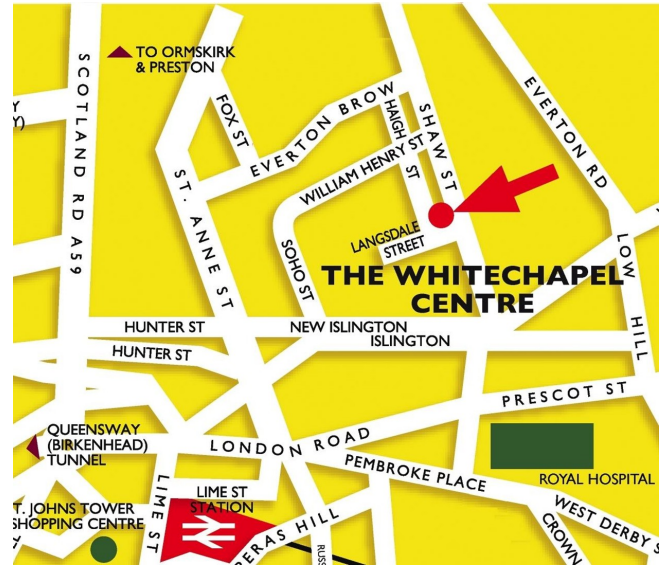 TO ORMSKIRK
& PRESTON
SCOTLAND RD A59
FOX ST
EVERTON BROW
SHAW ST
EVERTON RD
HAIGH ST
WILLIAM HENRY ST
ST. ANNE ST
SOHO ST
LANGSDALE
STREET
LOW HILL
THE WHITECHAPEL
CENTRE
HUNTER ST
NEW ISLINGTON
ISLINGTON
HUNTER ST
PRESCOT ST
QUEENSWAY
(BIRKENHEAD)
TUNNEL
LONDON ROAD
PEMBROKE PLACE
ROYAL HOSPITAL
LIME ST
LIME ST
STATION
T. JOHNS TOWER
SHOPPING CENTRE
ERAS HILL
RUSS
WEST DERBY S
CROWN